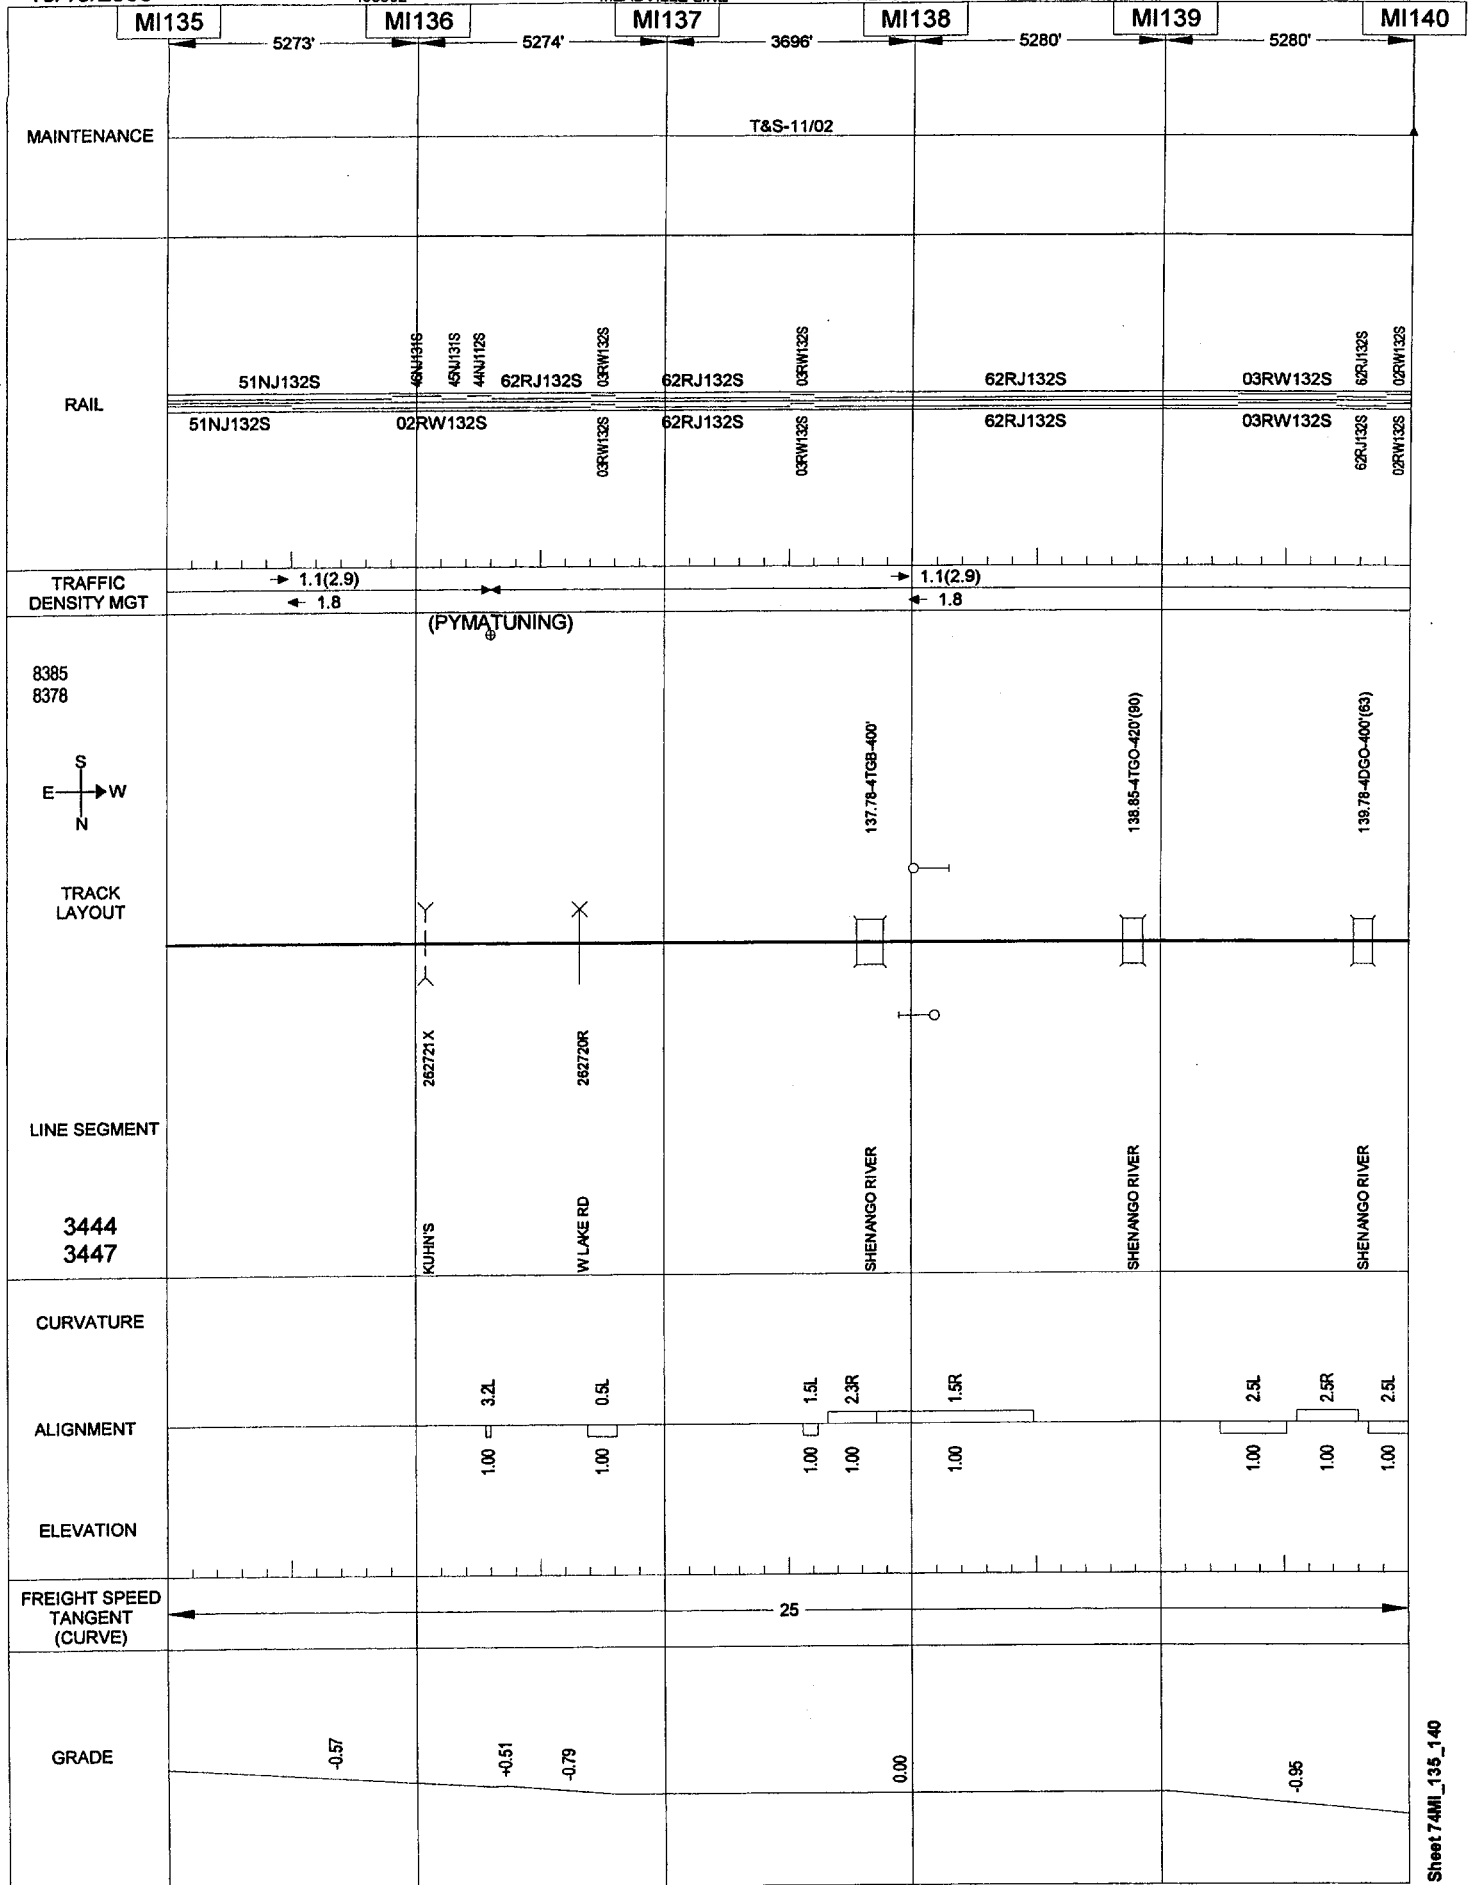 MI135 MI136 MI137 MI138 MI139 MI140
5273' 5274' 3696' 5280' 5280'
MAINTENANCE
T&S-11/02
RAIL
51NJ132S 46NJ131S 45NJ131S 44NJ112S 62RJ132S 03RW132S 62RJ132S 03RW132S 62RJ132S 03RW132S 62RJ132S 02RW132S
51NJ132S 02RW132S 03RW132S 62RJ132S 03RW132S 62RJ132S 03RW132S 62RJ132S 02RW132S
TRAFFIC
DENSITY MGT
1.1(2.9) 1.1(2.9)
1.8 1.8
(PYMATUNING)
8385
8378
S
E W
N
137.78-4TGB-400'
138.85-4TGO-420'(90)
139.78-4DGO-400'(63)
TRACK
LAYOUT
262721X
262720R
LINE SEGMENT
3444
3447
KUHN'S
W LAKE RD
SHENANGO RIVER
SHENANGO RIVER
SHENANGO RIVER
CURVATURE
3.2L 0.5L 1.5L 2.3R 1.5R 2.5L 2.5R 2.5L
ALIGNMENT
1.00 1.00 1.00 1.00 1.00 1.00 1.00 1.00
ELEVATION
FREIGHT SPEED
TANGENT
(CURVE)
25
GRADE
-0.57 +0.51 -0.79 0.00 -0.95
Sheet 74MI_135_140